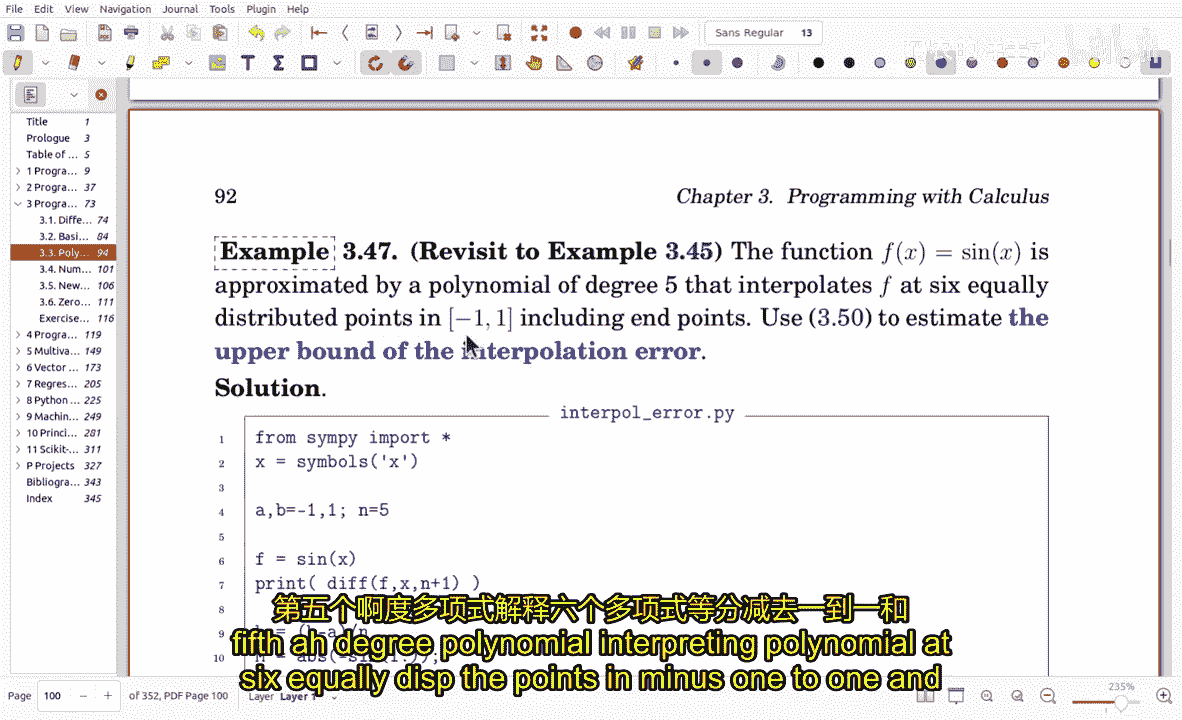 File Edit View Navigation Journal Tools Plugin Help
Sans Regular 13
Title 1
Prologue 3
Table of ... 5
1 Progra... 9
2 Progra... 37
3 Progra... 73
3.1. Diffe... 74
3.2. Basi... 84
3.3. Poly... 94
3.4. Num... 101
3.5. New... 106
3.6. Zero... 111
Exercise... 116
4 Progra... 119
5 Multiva... 149
6 Vector ... 173
7 Regres... 205
8 Python ... 225
9 Machin... 249
10 Princi... 281
11 Scikit-... 311
P Projects 327
Bibliogra... 343
Index 345
92 Chapter 3. Programming with Calculus
Example 3.47. (Revisit to Example 3.45) The function f(x) = sin(x) is
approximated by a polynomial of degree 5 that interpolates f at six equally
distributed points in [−1, 1] including end points. Use (3.50) to estimate the
upper bound of the interpolation error.
Solution.
interpol_error.py
1 from sympy import *
2 x = symbols('x')
3
4 a,b=-1,1; n=5
5
6 f = sin(x)
7 print( diff(f,x,n+1) )
8
9
10
第五个啊度多项式解释六个多项式等分减去一到一和
fifth ah degree polynomial interpreting polynomial at
six equally disp the points in minus one to one and
Page 100 of 352, PDF Page 100 Layer Layer 1 235%